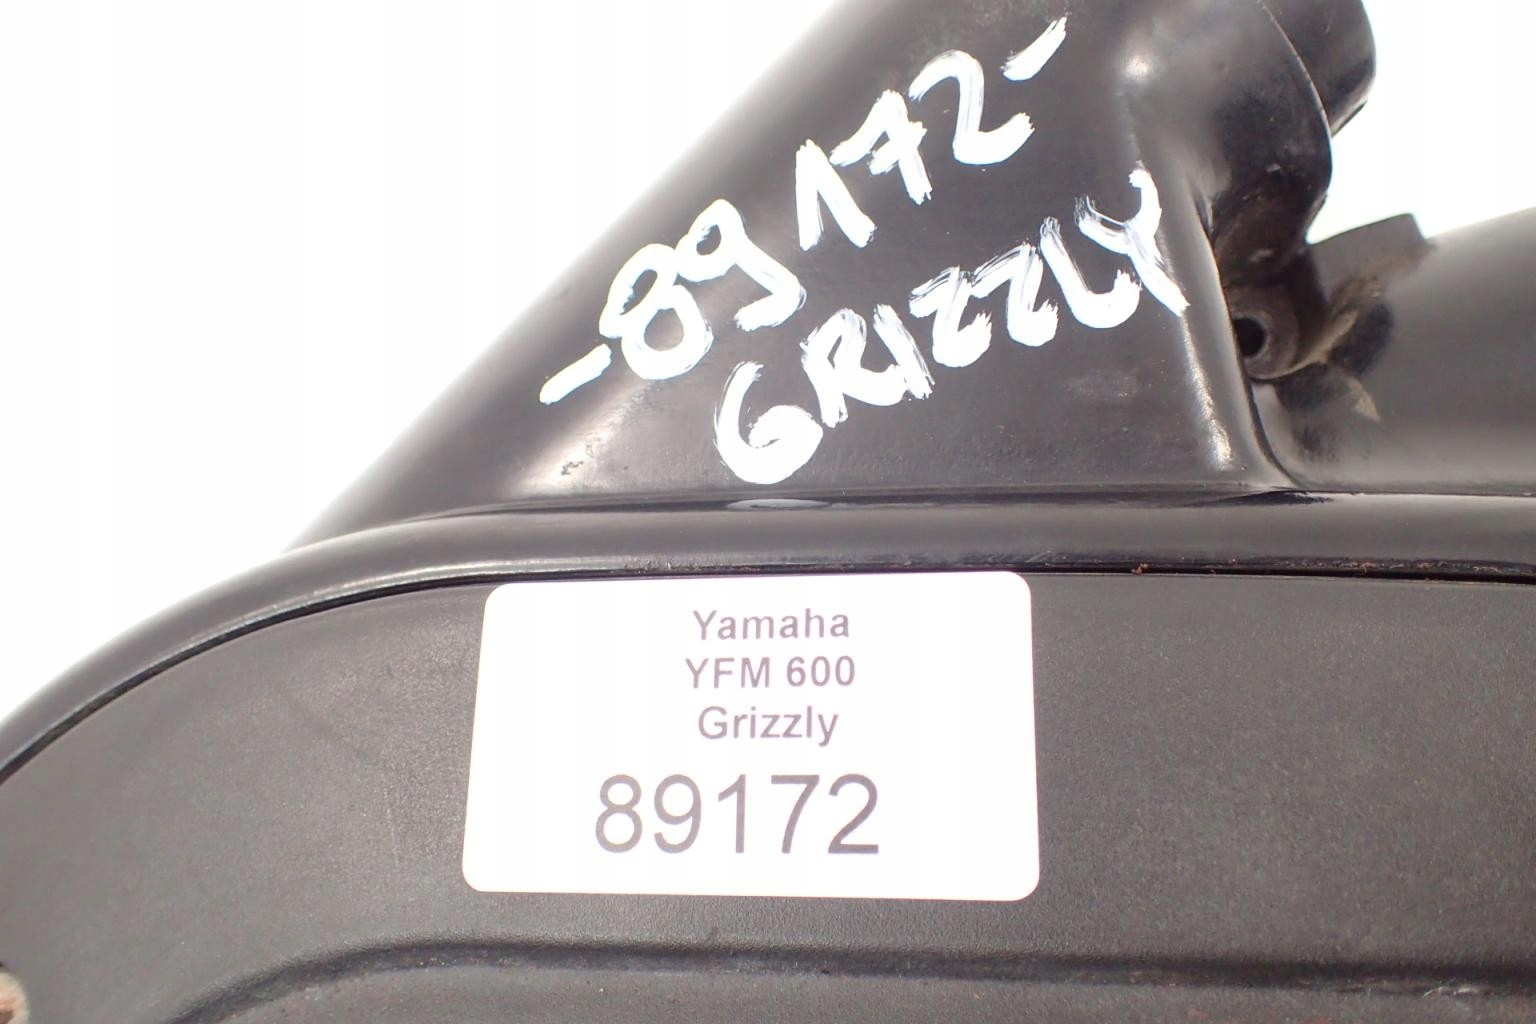 -89172-
GRIZZLY
Yamaha
YFM 600
Grizzly
89172